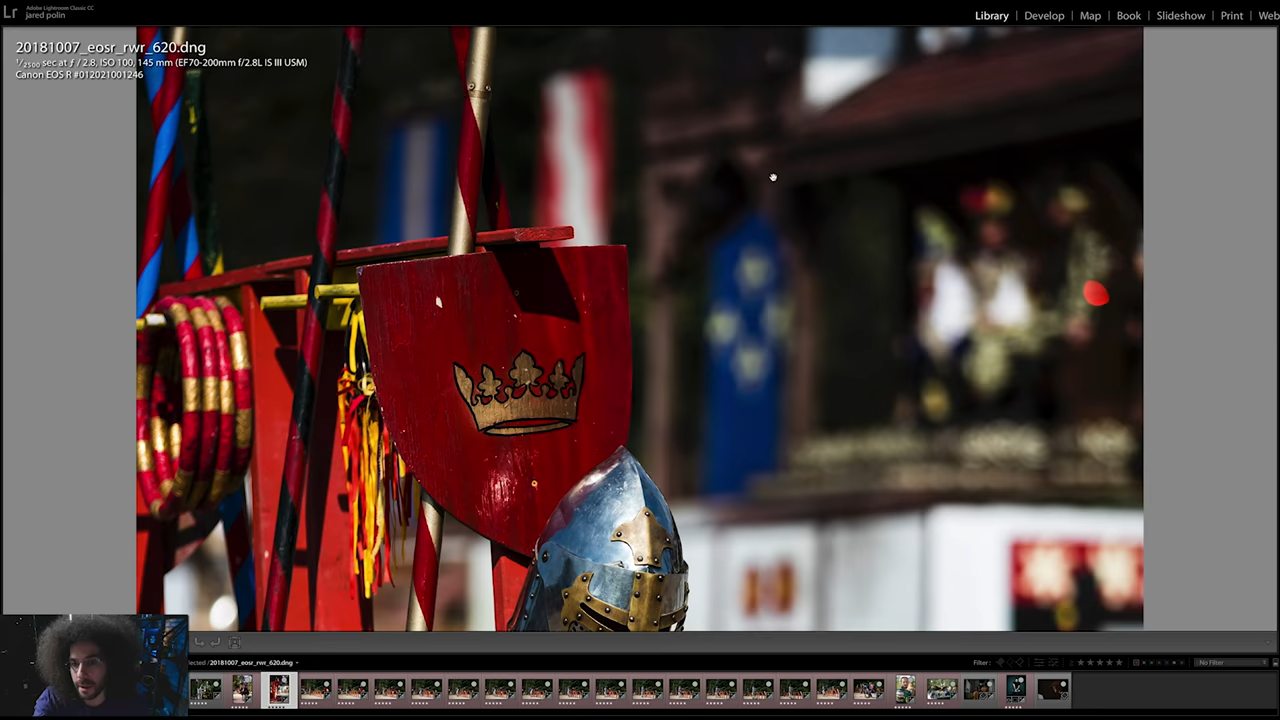 Lr
Adobe Lightroom Classic CC
jared polin
Library | Develop | Map | Book | Slideshow | Print | Web
20181007_eosr_rwr_620.dng
1/2500 sec at ƒ / 2.8, ISO 100, 145 mm (EF70-200mm f/2.8L IS III USM)
Canon EOS R #012021001246
lected / 20181007_eosr_rwr_620.dng
Filter :
No Filter